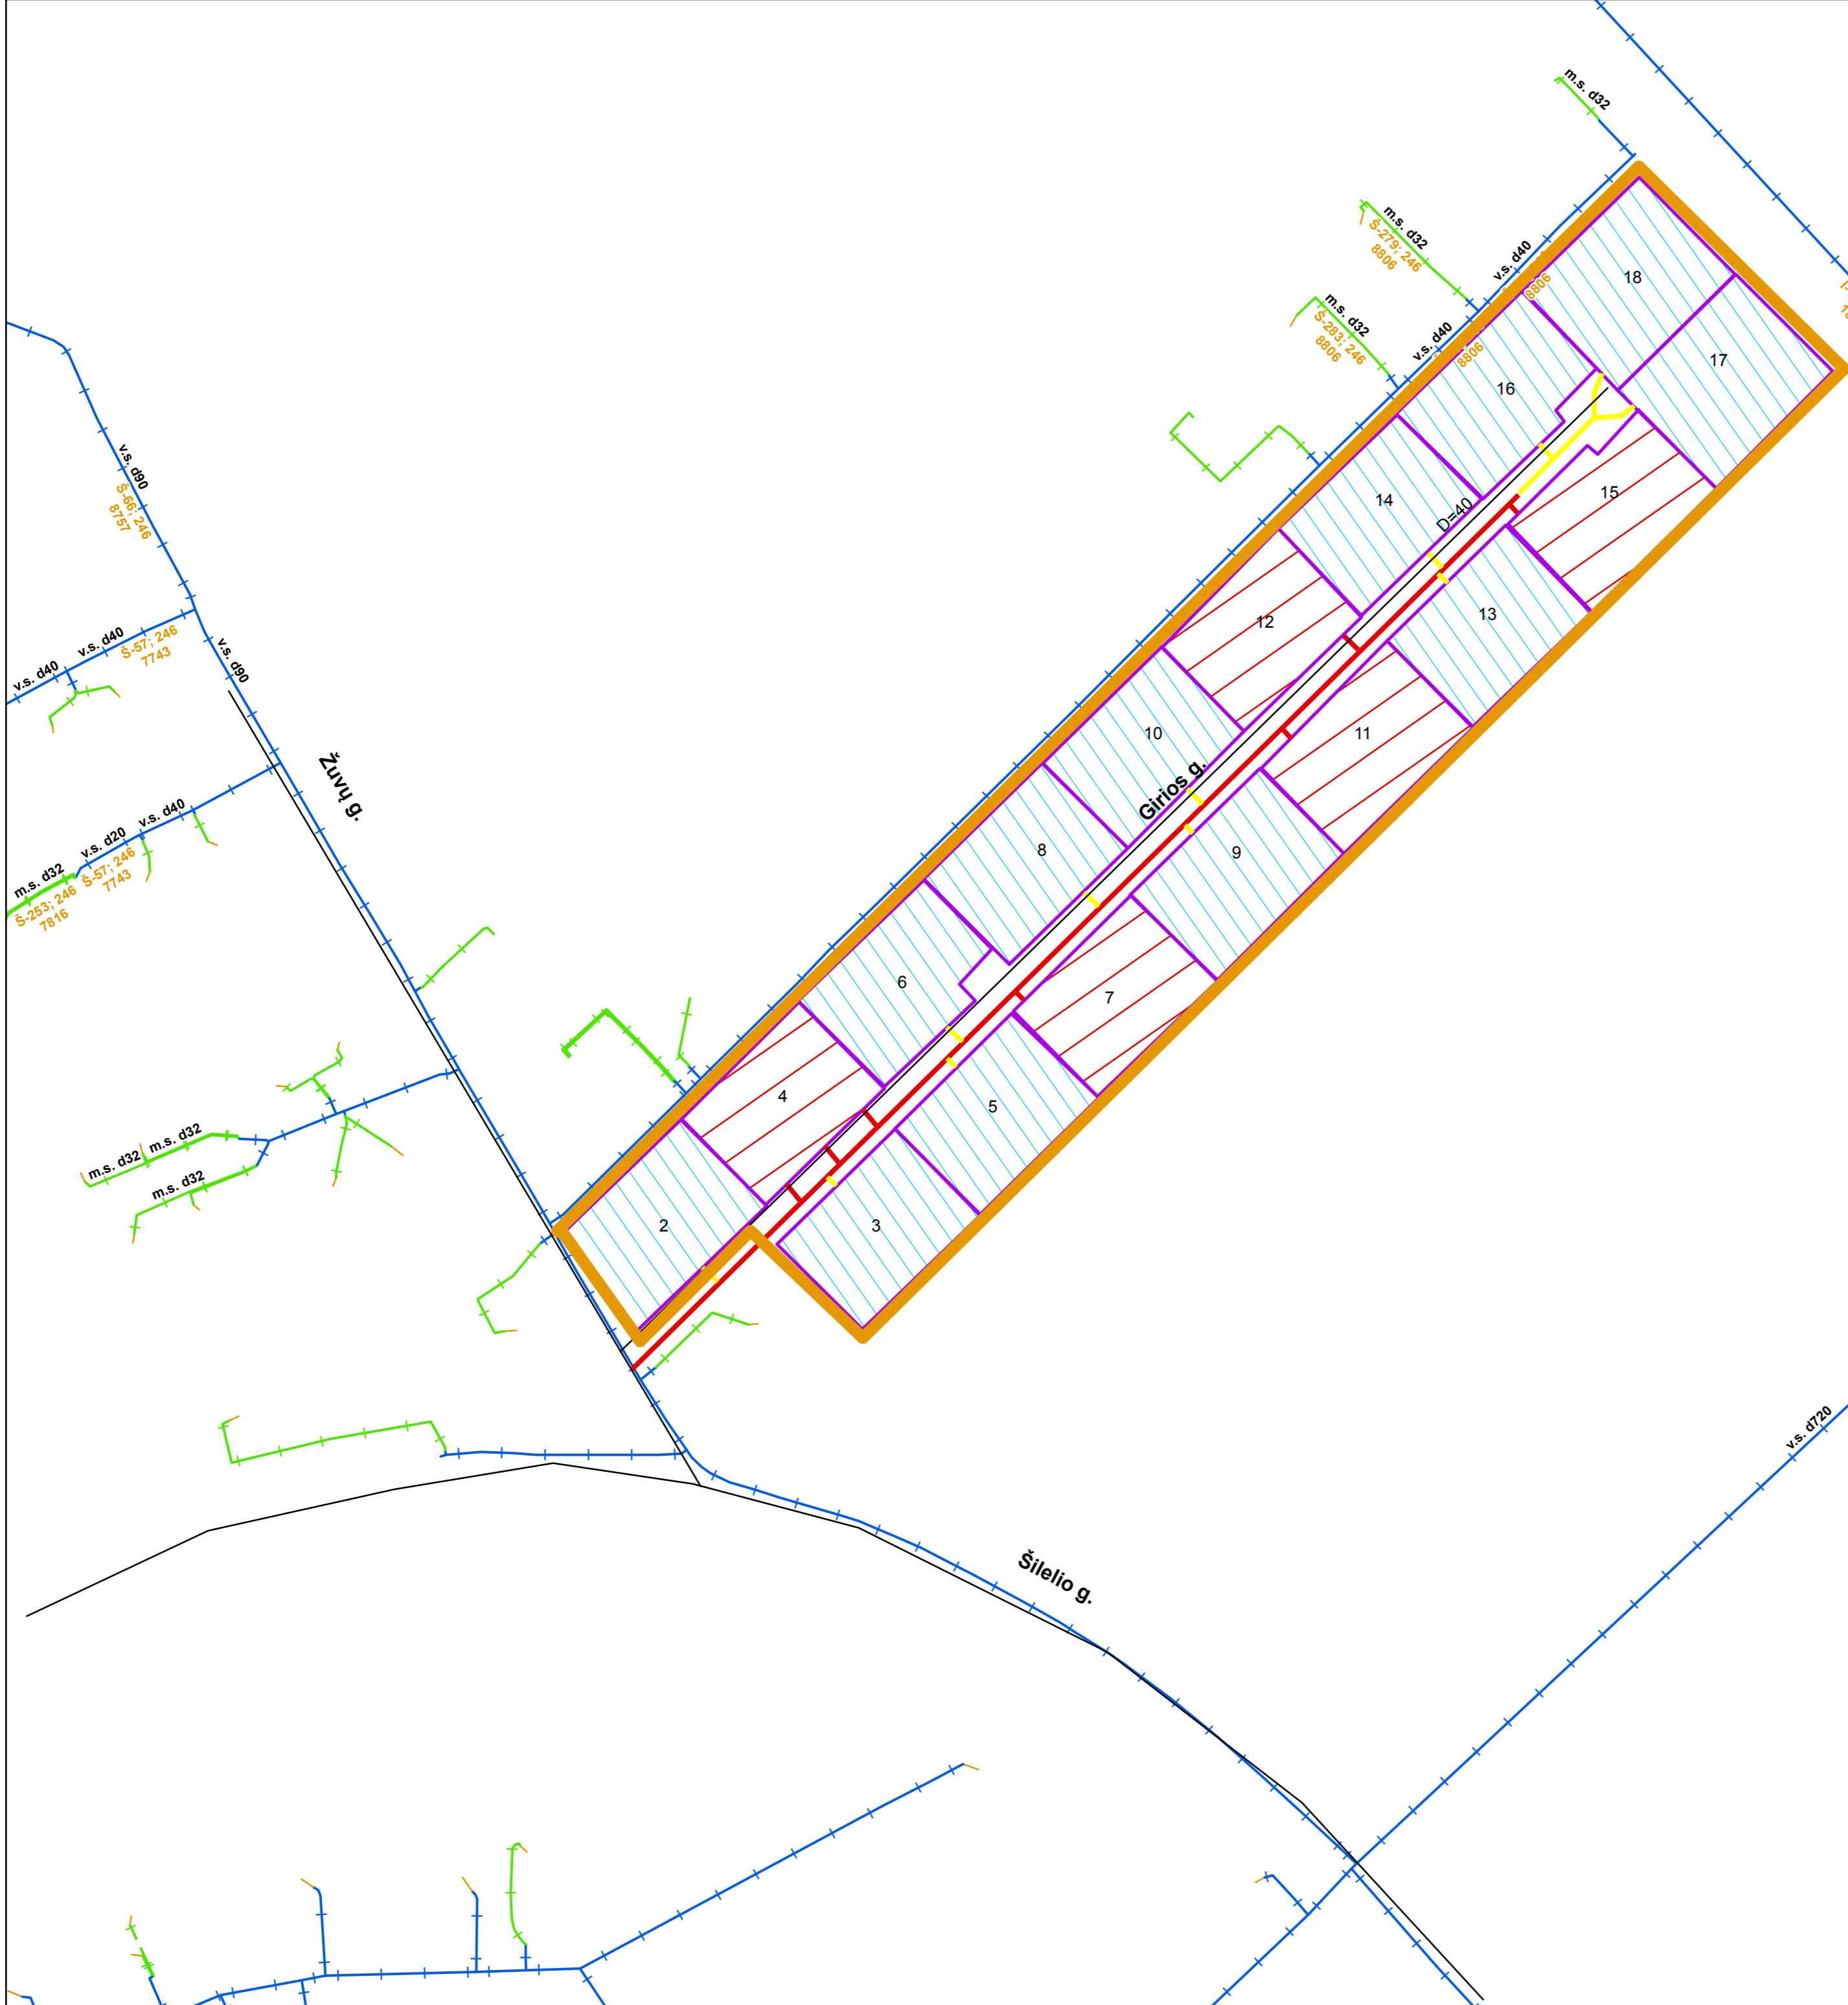 m.s. d32
m.s. d32
Š-279; 246
8806
v.s. d40
8806
m.s. d32
Š-283; 246
8806
v.s. d40
8806
18
17
16
15
14
D=40
13
12
11
10
Girios g.
9
8
7
6
5
4
3
2
v.s. d90
Š-66; 246
8757
v.s. d90
v.s. d40
v.s. d40
Š-57; 246
7743
Žuvų g.
v.s. d40
v.s. d20
Š-57; 246
7743
m.s. d32
Š-253; 246
7816
m.s. d32
m.s. d32
m.s. d32
v.s. d720
Šilelio g.